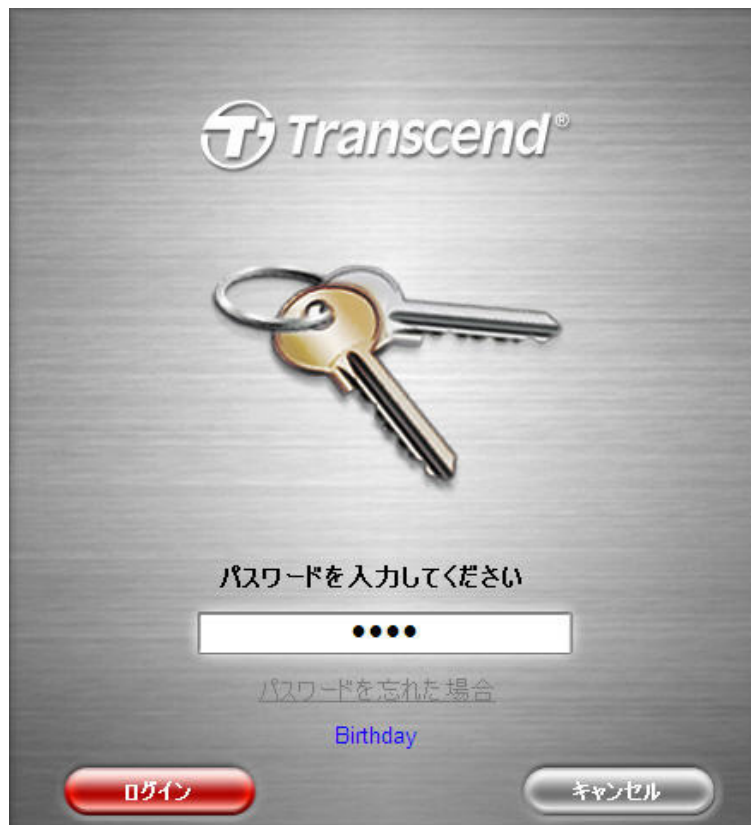 Transcend®
パスワードを入力してください
●●●●
パスワードを忘れた場合
Birthday
ログイン
キャンセル